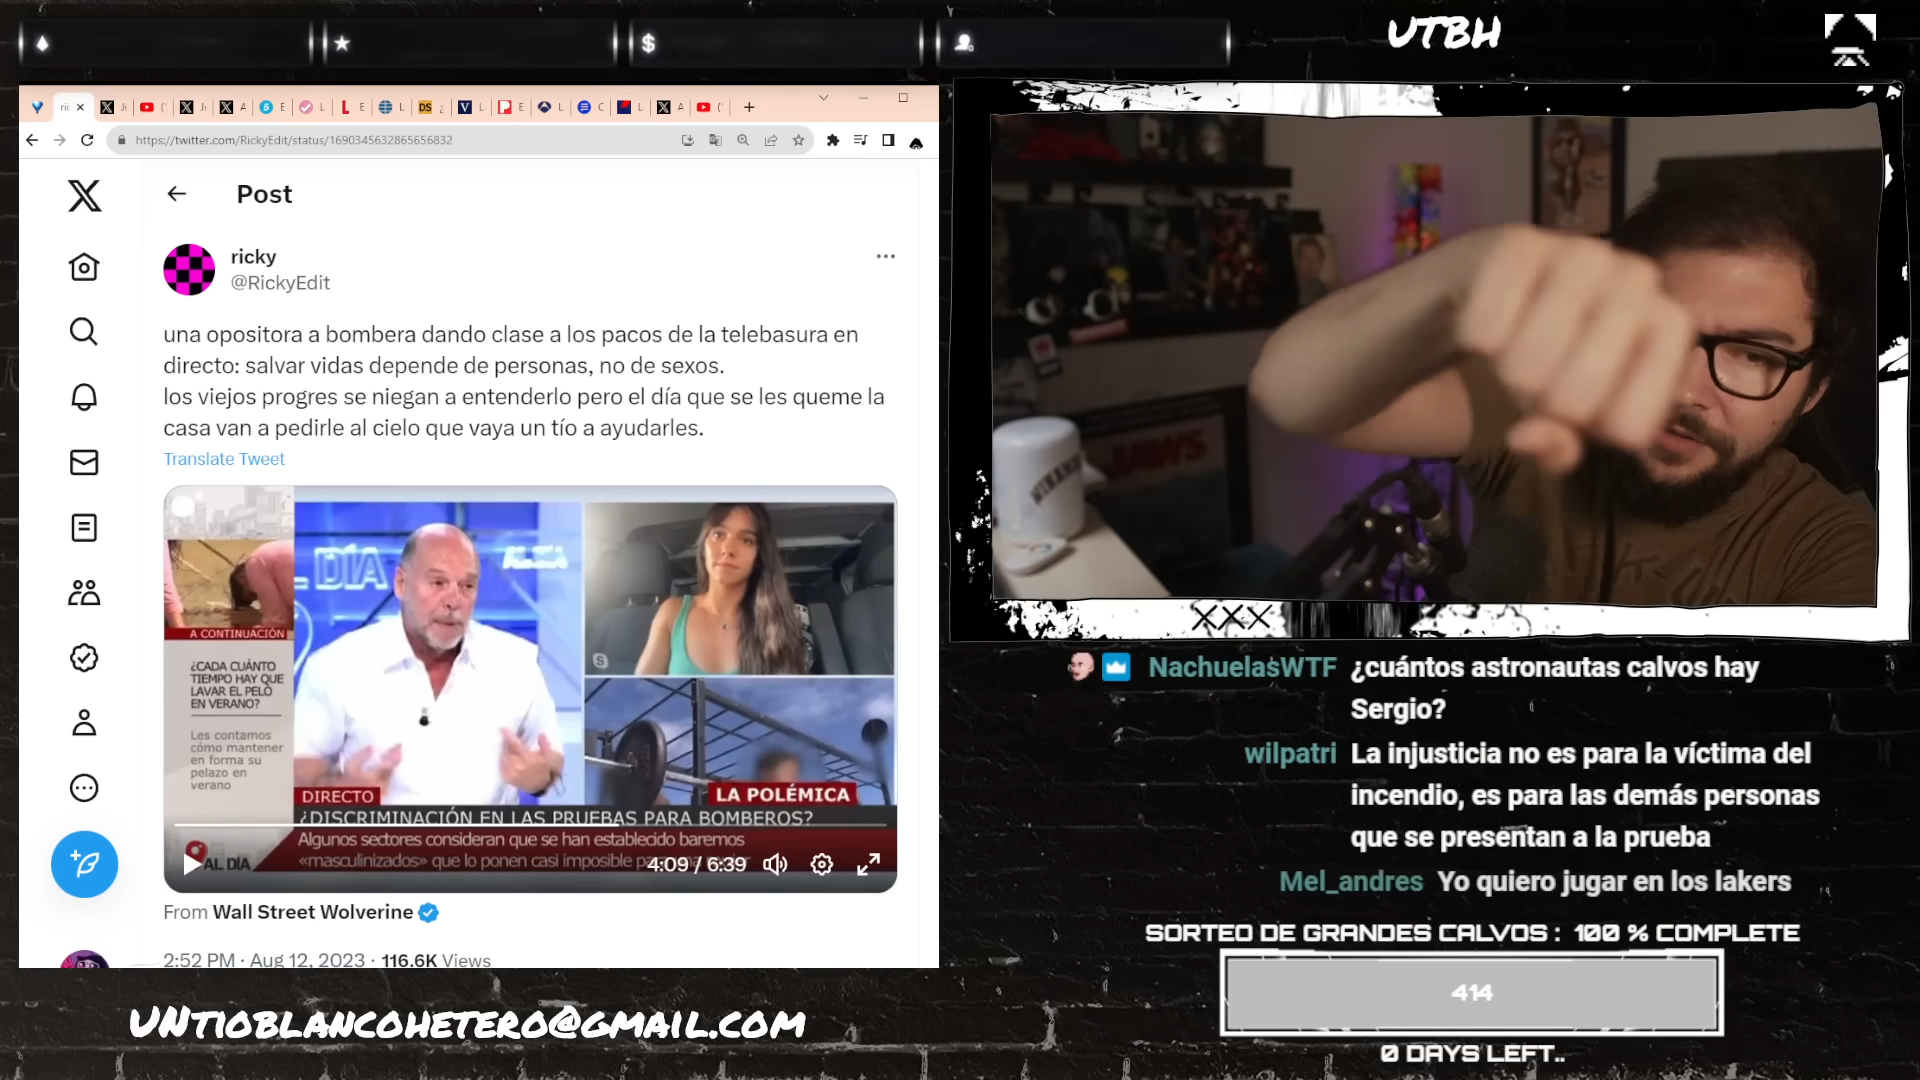 UTBH
https://twitter.com/RickyEdit/status/1690345632865656832
Post
ricky
@RickyEdit
una opositora a bombera dando clase a los pacos de la telebasura en
directo: salvar vidas depende de personas, no de sexos.
los viejos progres se niegan a entenderlo pero el día que se les queme la
casa van a pedirle al cielo que vaya un tío a ayudarles.
Translate Tweet
DÍA
A CONTINUACIÓN
¿CADA CUÁNTO
TIEMPO HAY QUE
LAVAR EL PELO
EN VERANO?
Les contamos
cómo mantener
en forma su
pelazo en
verano
DIRECTO
LA POLÉMICA
¿DISCRIMINACIÓN EN LAS PRUEBAS PARA BOMBEROS?
Algunos sectores consideran que se han establecido baremos
«masculinizados» que lo ponen casi imposible
AL DÍA
4:09 / 6:39
From Wall Street Wolverine
2:52 PM · Aug 12, 2023 · 116.6K Views
JAWS
XXX
NachuelasWTF ¿cuántos astronautas calvos hay
Sergio?
wilpatri La injusticia no es para la víctima del
incendio, es para las demás personas
que se presentan a la prueba
Mel_andres Yo quiero jugar en los lakers
SORTEO DE GRANDES CALVOS : 100 % COMPLETE
414
0 DAYS LEFT..
UNTIOBLANCOHETERO@GMAIL.COM